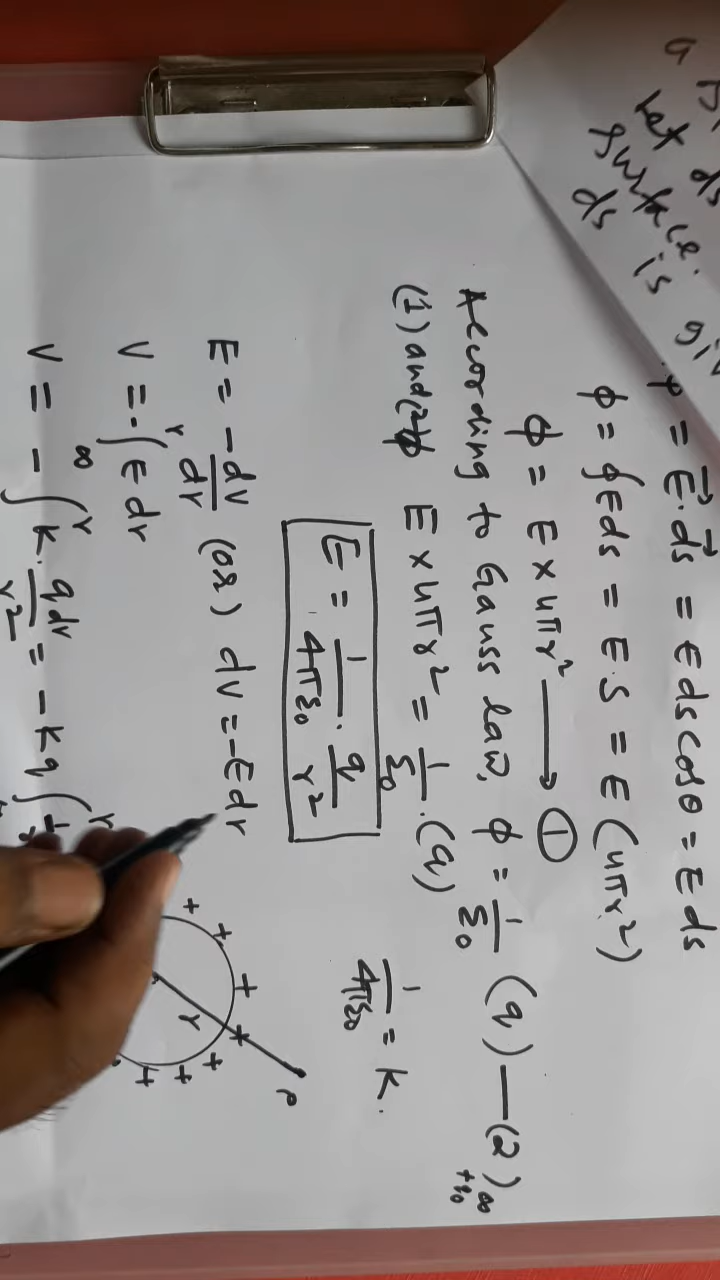 a
let ds
surface.
ds is giv
φ = E⃗·d⃗s = E ds cosθ = E ds
φ = ∮E ds = E.S = E (4πr²)
φ = E × 4πr² → ①
According to Gauss law, φ = 1/ε₀ (q) — (2)
(1) and (2) E × 4πr² = 1/ε₀ . (q)
E = 1/4πε₀ . q/r²
1/4πε₀ = K.
E = -dv/dr (or) dv = -E dr
V = -∫ E dr
r
∞
V = - ∫ʳ K. q dr/r² = -Kq ∫ʳ
∞ to
+ + + + + + +
r
P